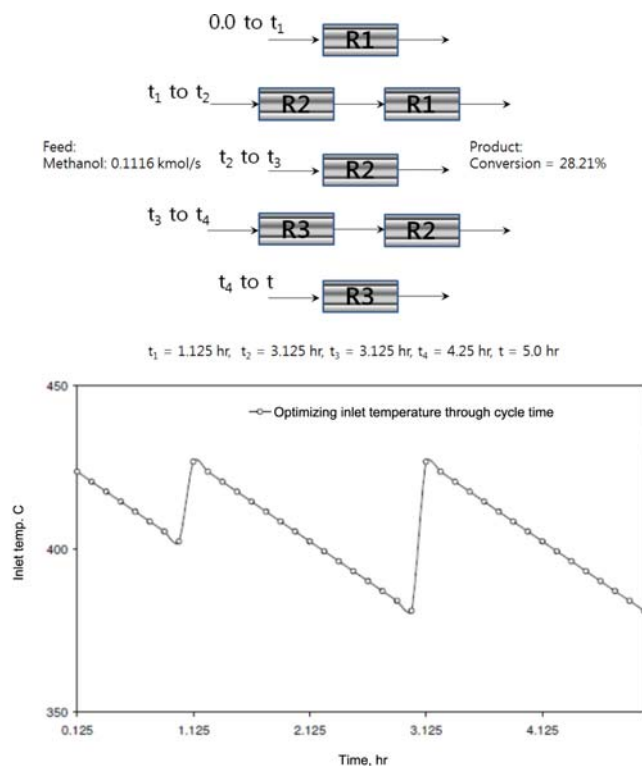 0.0 to t1
R1
t1 to t2
R2 R1
Feed:
Methanol: 0.1116 kmol/s
t2 to t3
R2
Product:
Conversion = 28.21%
t3 to t4
R3 R2
t4 to t
R3
t1 = 1.125 hr, t2 = 3.125 hr, t3 = 3.125 hr, t4 = 4.25 hr, t = 5.0 hr
450
Optimizing inlet temperature through cycle time
Inlet temp. C
400
350
0.125 1.125 2.125 3.125 4.125
Time, hr